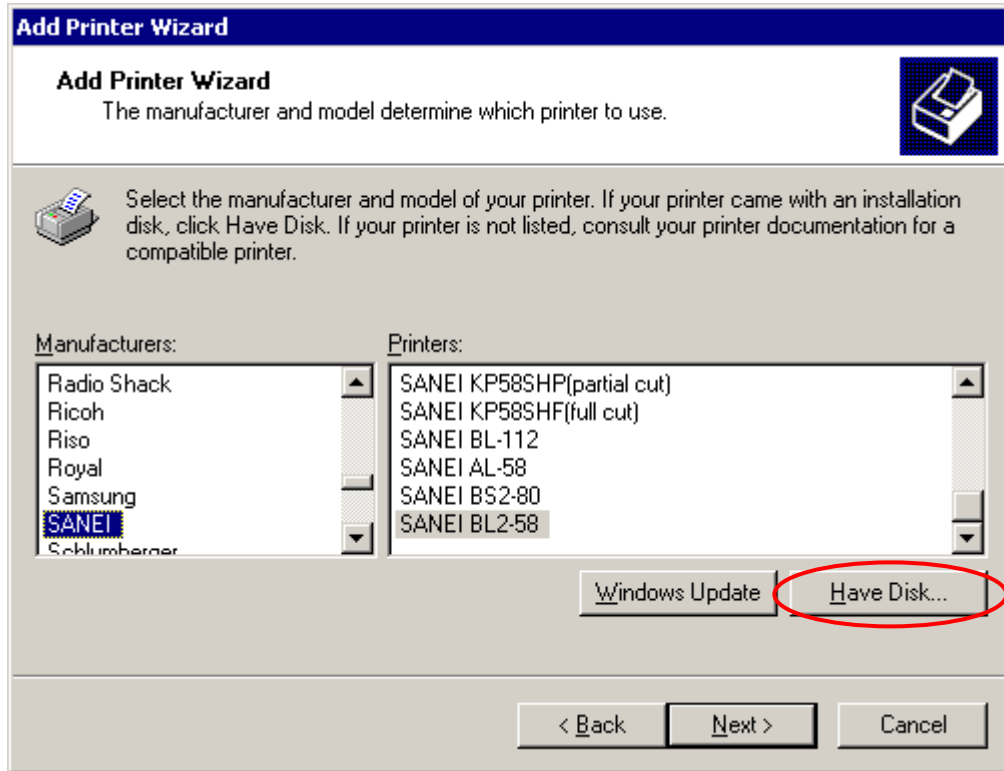 Add Printer Wizard
Add Printer Wizard
The manufacturer and model determine which printer to use.
Select the manufacturer and model of your printer. If your printer came with an installation
disk, click Have Disk. If your printer is not listed, consult your printer documentation for a
compatible printer.
Manufacturers:
Radio Shack
Ricoh
Riso
Royal
Samsung
SANEI
Schlumberger
Printers:
SANEI KP58SHP(partial cut)
SANEI KP58SHF(full cut)
SANEI BL-112
SANEI AL-58
SANEI BS2-80
SANEI BL2-58
Windows Update
Have Disk...
< Back
Next >
Cancel